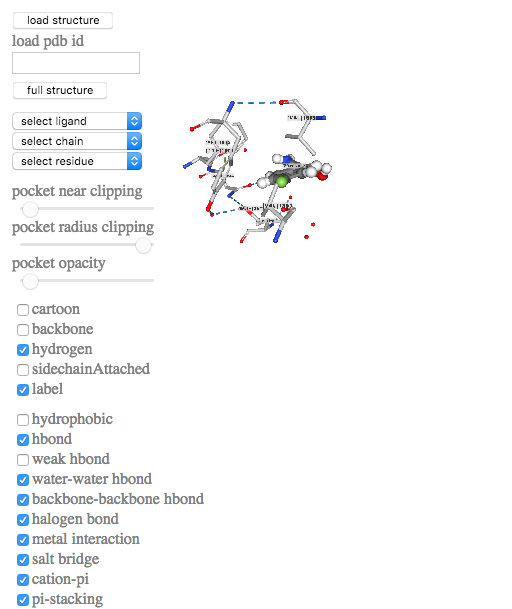 load structure
load pdb id
full structure
select ligand
select chain
select residue
pocket near clipping
pocket radius clipping
pocket opacity
cartoon
backbone
hydrogen
sidechainAttached
label
hydrophobic
hbond
weak hbond
water-water hbond
backbone-backbone hbond
halogen bond
metal interaction
salt bridge
cation-pi
pi-stacking